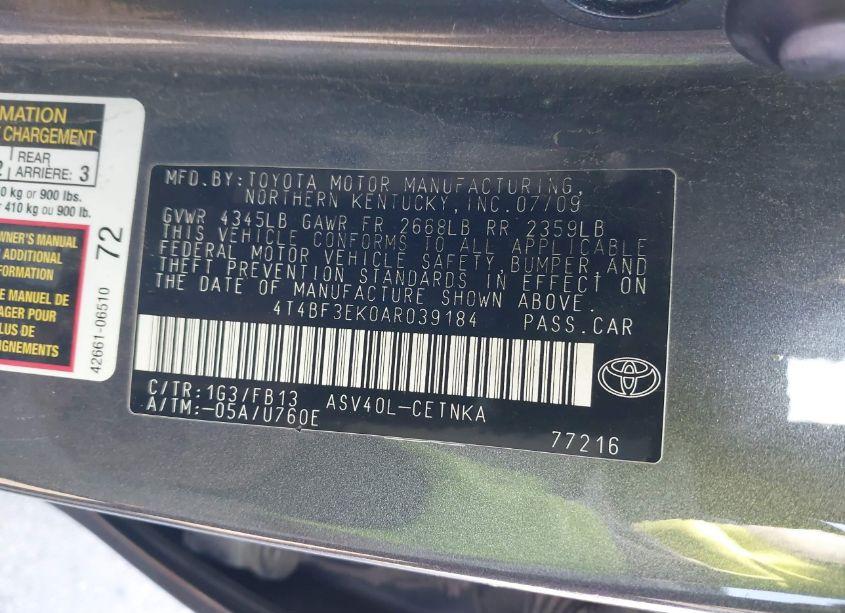 MATION
CHARGEMENT
2 REAR ARRIÈRE: 3
0 kg or 900 lbs.
410 kg ou 900 lb.
WNER'S MANUAL
ADDITIONAL
FORMATION
E MANUEL DE
AGER POUR
PLUS DE
IGNEMENTS
42661-06510 72
MFD.BY:TOYOTA MOTOR MANUFACTURING,
NORTHERN KENTUCKY,INC.07/09
GVWR 4345LB GAWR FR 2668LB RR 2359LB
THIS VEHICLE CONFORMS TO ALL APPLICABLE
FEDERAL MOTOR VEHICLE SAFETY,BUMPER,AND
THEFT PREVENTION STANDARDS IN EFFECT ON
THE DATE OF MANUFACTURE SHOWN ABOVE.
4T4BF3EK0AR039184 PASS.CAR
C/TR:1G3/FB13 ASV40L-CETNKA
A/TM:-05A/U760E
77216